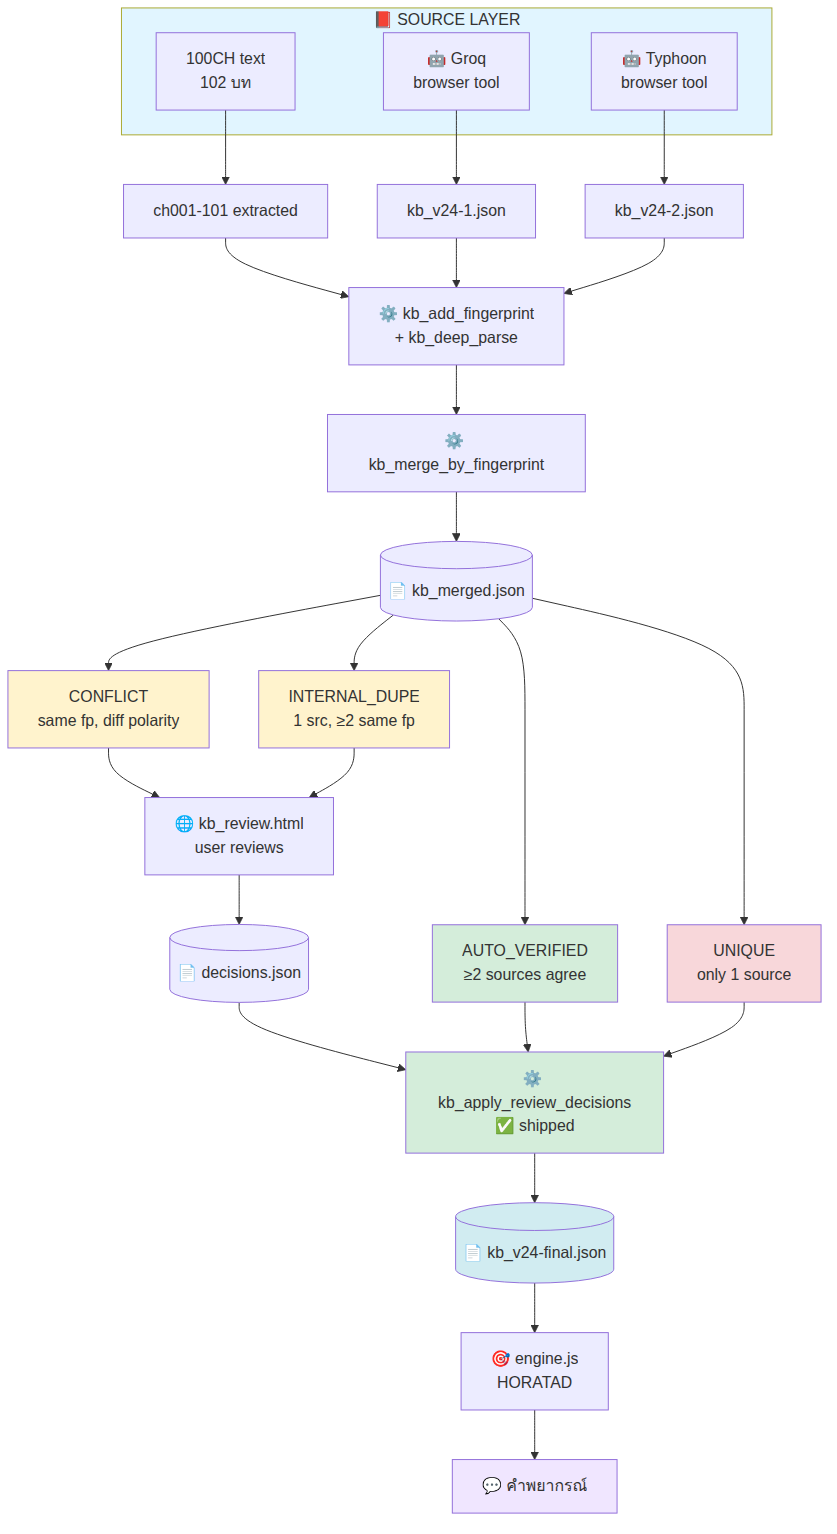 📕 SOURCE LAYER
100CH text
102 บท
🤖 Groq
browser tool
🤖 Typhoon
browser tool
ch001-101 extracted
kb_v24-1.json
kb_v24-2.json
⚙️ kb_add_fingerprint
+ kb_deep_parse
⚙️
kb_merge_by_fingerprint
📄 kb_merged.json
CONFLICT
same fp, diff polarity
INTERNAL_DUPE
1 src, ≥2 same fp
🌐 kb_review.html
user reviews
📄 decisions.json
AUTO_VERIFIED
≥2 sources agree
UNIQUE
only 1 source
⚙️
kb_apply_review_decisions
✅ shipped
📄 kb_v24-final.json
🎯 engine.js
HORATAD
💬 คำพยากรณ์